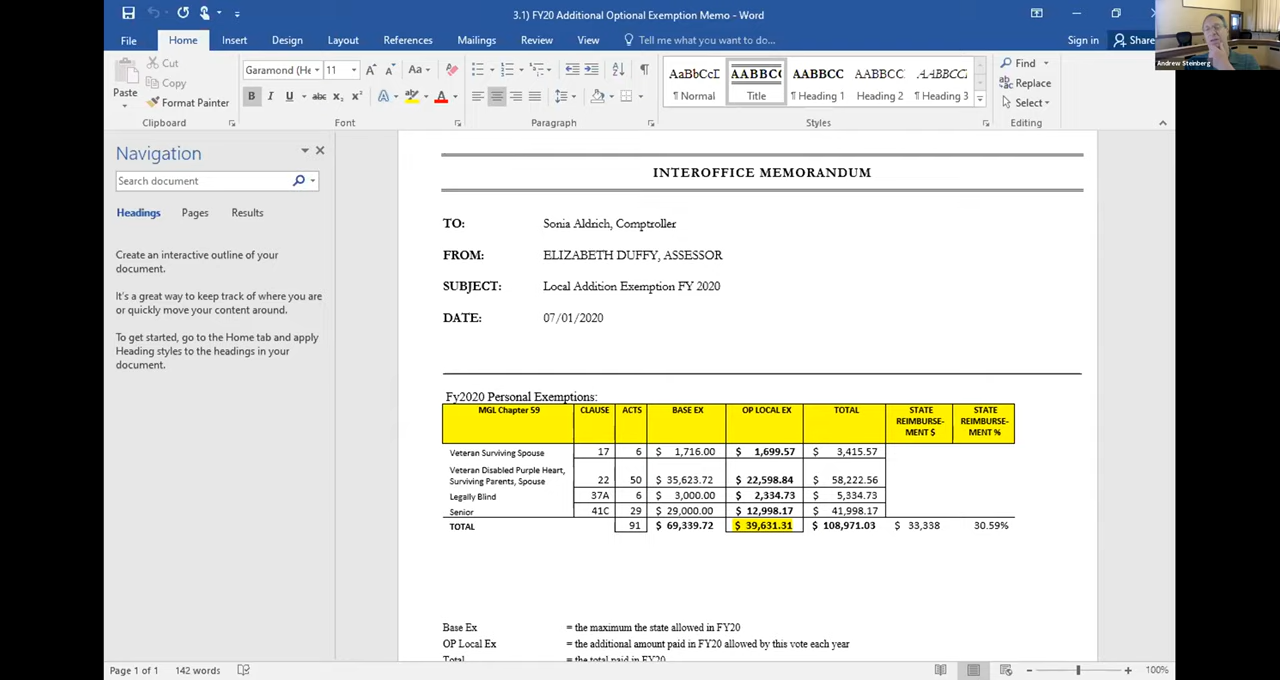 3.1) FY20 Additional Optional Exemption Memo - Word
Andrew Steinberg
File Home Insert Design Layout References Mailings Review View Tell me what you want to do... Sign in Share
Paste
Cut
Copy
Format Painter
Clipboard
Garamond (He 11
Font
Paragraph
AaBbCcD AABBCC AABBCC AABBCC AABBCC
¶ Normal Title ¶ Heading 1 Heading 2 ¶ Heading 3
Styles
Find
Replace
Select
Editing
Navigation
Search document
Headings Pages Results
Create an interactive outline of your
document.
It's a great way to keep track of where you are
or quickly move your content around.
To get started, go to the Home tab and apply
Heading styles to the headings in your
document.
INTEROFFICE MEMORANDUM
TO: Sonia Aldrich, Comptroller
FROM: ELIZABETH DUFFY, ASSESSOR
SUBJECT: Local Addition Exemption FY 2020
DATE: 07/01/2020
Fy2020 Personal Exemptions:
MGL Chapter 59 CLAUSE ACTS BASE EX OP LOCAL EX TOTAL STATE REIMBURSE-MENT $ STATE REIMBURSE-MENT %
Veteran Surviving Spouse 17 6 $ 1,716.00 $ 1,699.57 $ 3,415.57
Veteran Disabled Purple Heart,
Surviving Parents, Spouse 22 50 $ 35,623.72 $ 22,598.84 $ 58,222.56
Legally Blind 37A 6 $ 3,000.00 $ 2,334.73 $ 5,334.73
Senior 41C 29 $ 29,000.00 $ 12,998.17 $ 41,998.17
TOTAL 91 $ 69,339.72 $ 39,631.31 $ 108,971.03 $ 33,338 30.59%
Base Ex = the maximum the state allowed in FY20
OP Local Ex = the additional amount paid in FY20 allowed by this vote each year
Total = the total paid in FY20
Page 1 of 1 142 words 100%